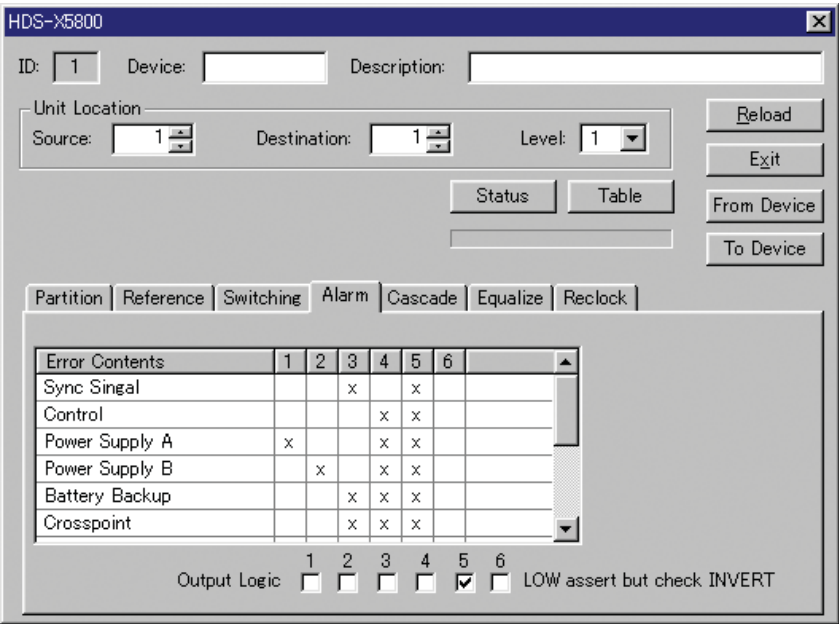 HDS-X5800
ID: 1 Device: Description:
Unit Location
Source: 1 Destination: 1 Level: 1
Reload
Exit
Status Table From Device
To Device
Partition Reference Switching Alarm Cascade Equalize Reclock
Error Contents 1 2 3 4 5 6
Sync Singal x x
Control x x
Power Supply A x x x
Power Supply B x x x
Battery Backup x x x
Crosspoint x x x
1 2 3 4 5 6
Output Logic LOW assert but check INVERT